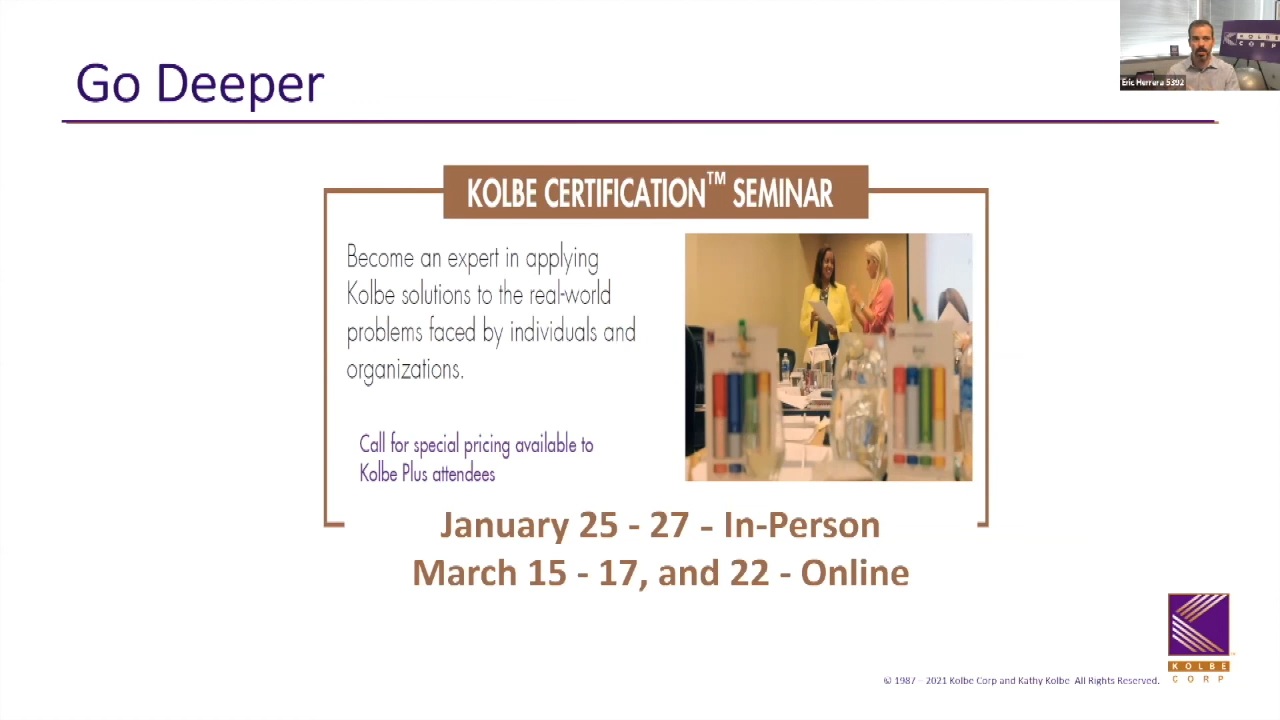 Go Deeper
KOLBE
CORP
Eric Herrera 5392
KOLBE CERTIFICATION™ SEMINAR
Become an expert in applying
Kolbe solutions to the real-world
problems faced by individuals and
organizations.
Call for special pricing available to
Kolbe Plus attendees
January 25 - 27 - In-Person
March 15 - 17, and 22 - Online
KOLBE
CORP
© 1987 – 2021 Kolbe Corp and Kathy Kolbe All Rights Reserved.